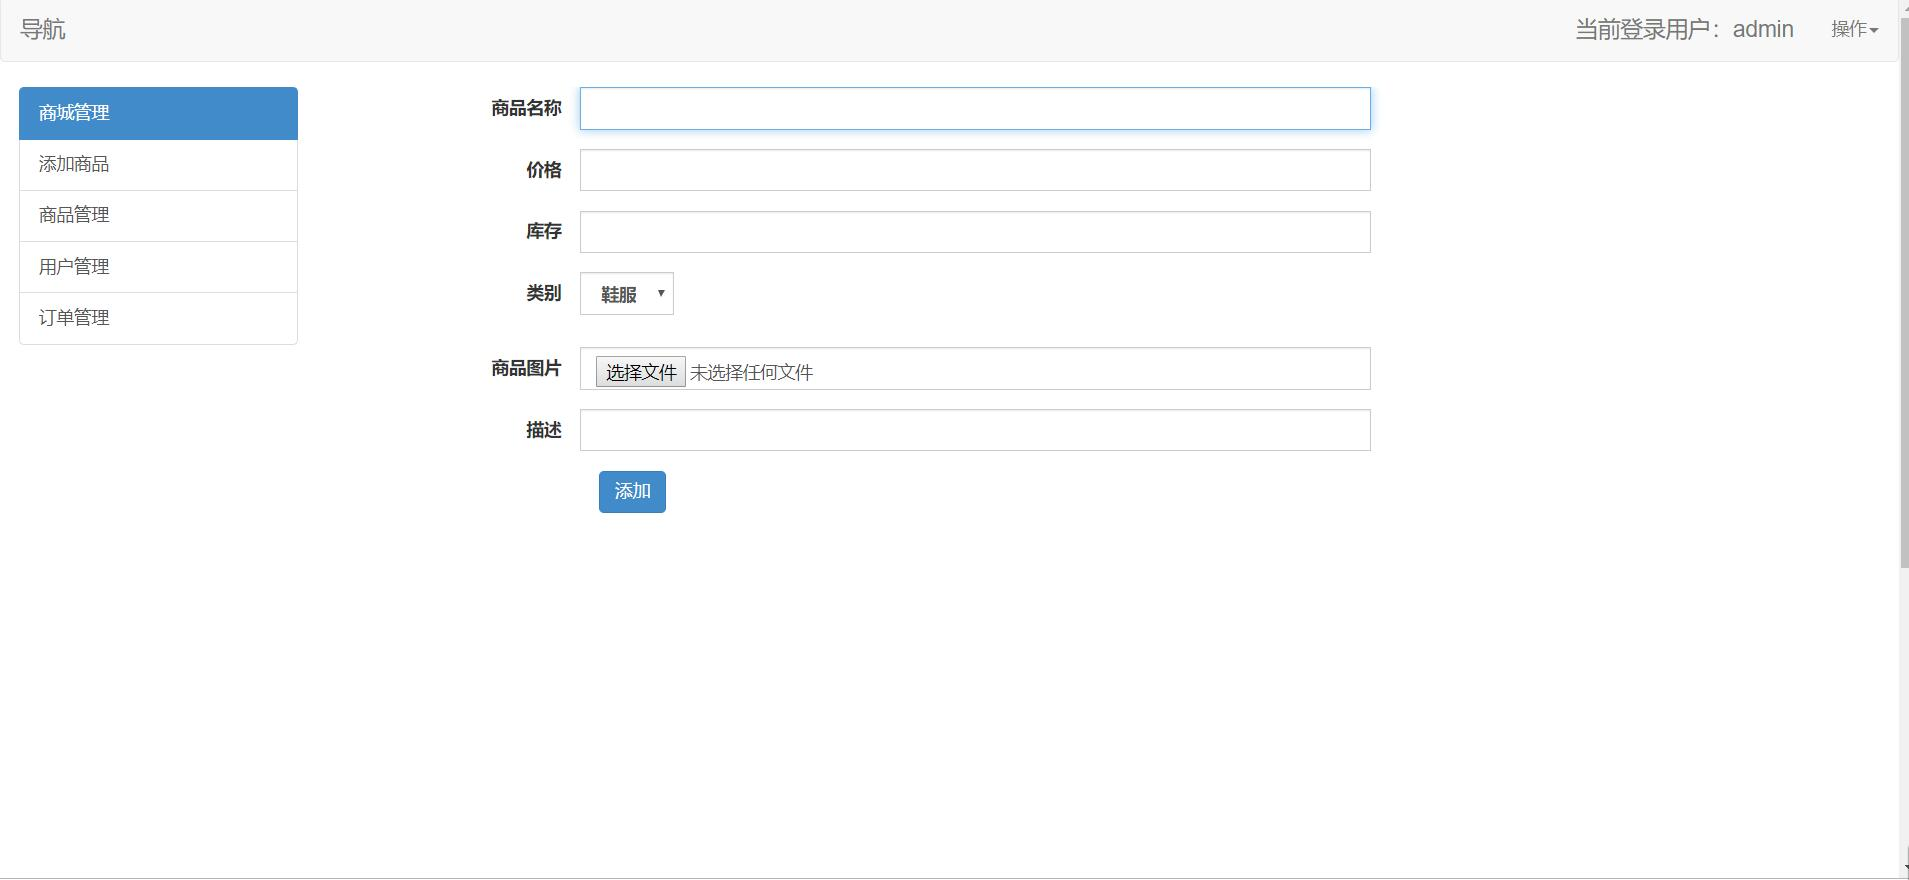 导航
当前登录用户：admin
操作
商城管理
添加商品
商品管理
用户管理
订单管理
商品名称
价格
库存
类别
鞋服
商品图片
选择文件 未选择任何文件
描述
添加